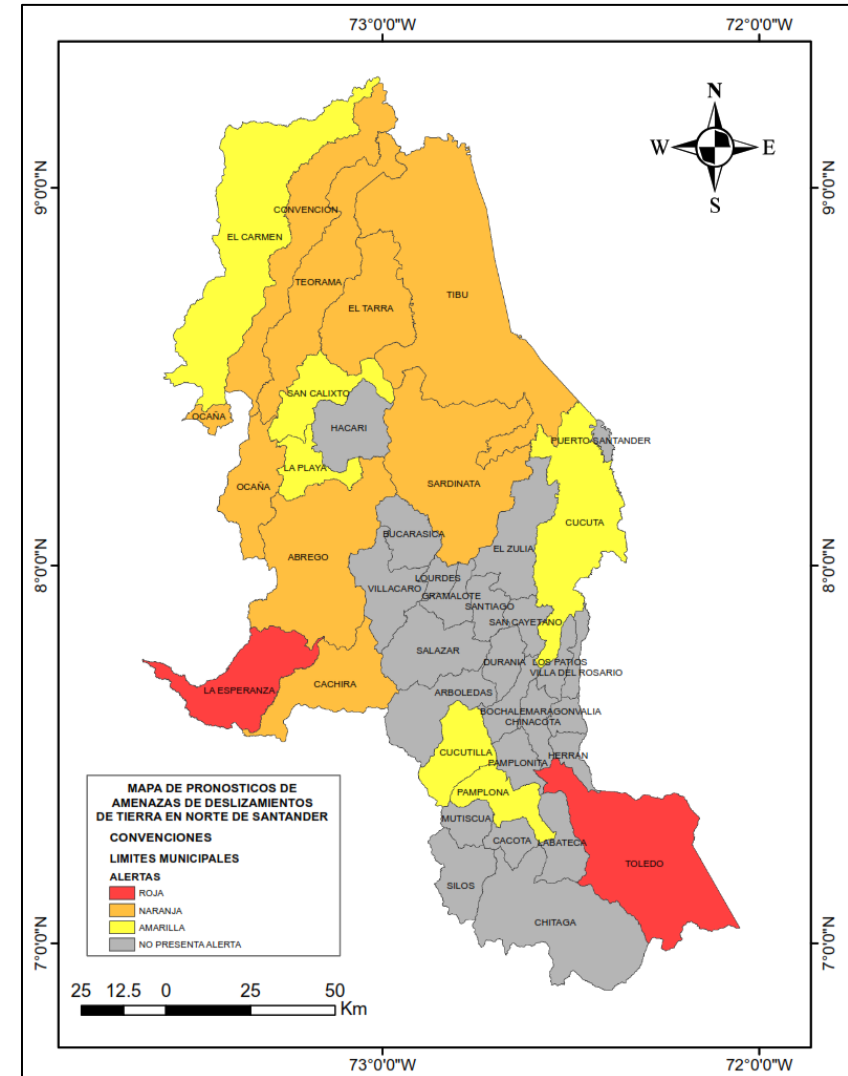 73°0'0"W 72°0'0"W
N
W E
S
9°0'0"N 9°0'0"N
CONVENCIÓN
EL CARMEN
TEORAMA
TIBU
EL TARRA
SAN CALIXTO
OCAÑA
HACARI
PUERTO SANTANDER
LA PLAYA
OCAÑA
SARDINATA
CUCUTA
BUCARASICA
EL ZULIA
ABREGO
8°0'0"N 8°0'0"N
LOURDES
VILLACARO
GRAMALOTE
SANTIAGO
SAN CAYETANO
SALAZAR
DURANIA
LOS PATIOS
VILLA DEL ROSARIO
LA ESPERANZA
CACHIRA
ARBOLEDAS
BOCHALEMA
RAGONVALIA
CHINACOTA
CUCUTILLA
HERRAN
PAMPLONITA
PAMPLONA
MUTISCUA
CACOTA
LABATECA
TOLEDO
SILOS
CHITAGA
MAPA DE PRONOSTICOS DE
AMENAZAS DE DESLIZAMIENTOS
DE TIERRA EN NORTE DE SANTANDER
CONVENCIONES
LIMITES MUNICIPALES
ALERTAS
ROJA
NARANJA
AMARILLA
NO PRESENTA ALERTA
7°0'0"N 7°0'0"N
25 12.5 0 25 50
Km
73°0'0"W 72°0'0"W